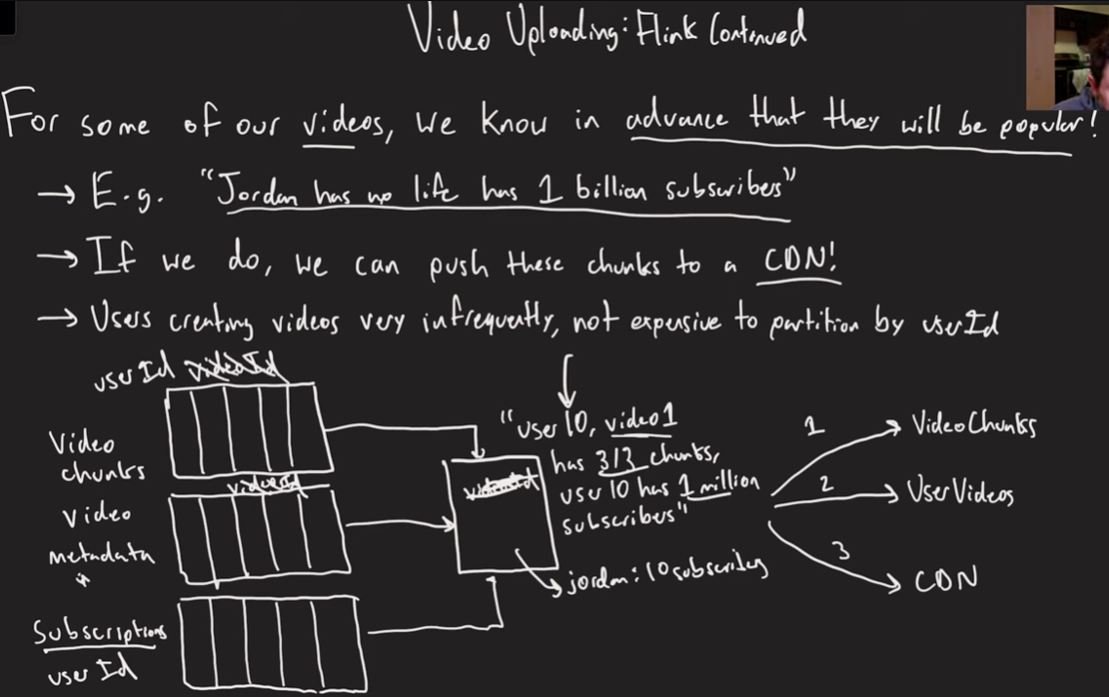 Video Uploading: Flink Continued
For some of our videos, we know in advance that they will be popular!
→ E.g. "Jordan has no life has 1 billion subscribers"
→ If we do, we can push these chunks to a CDN!
→ Users creating videos very infrequently, not expensive to partition by userId
userId videoId
Video
chunks
videoId
Video
metadata
Subscriptions
userId
"user 10, video 1
has 3/3 chunks,
user 10 has 1 million
subscribers"
jordan: 10 subscribers
1
VideoChunks
2
UserVideos
3
CDN